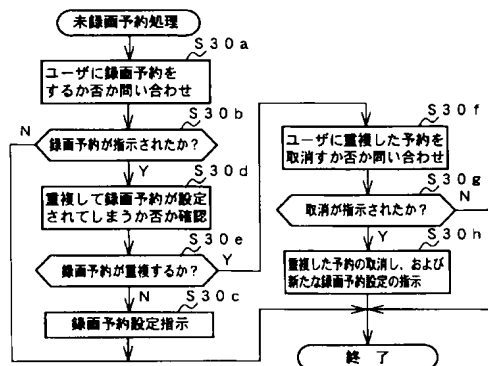 未録画予約処理
S30a
ユーザに録画予約を
するか否か問い合わせ
S30b
N
録画予約が指示されたか?
Y
S30d
重複して録画予約が設定
されてしまうか否か確認
S30e
録画予約が重複するか?
Y
N
S30c
録画予約設定指示
S30f
ユーザに重複した予約を
取消すか否か問い合わせ
S30g
取消が指示されたか?
N
Y
S30h
重複した予約の取消し、および
新たな録画予約設定の指示
終了